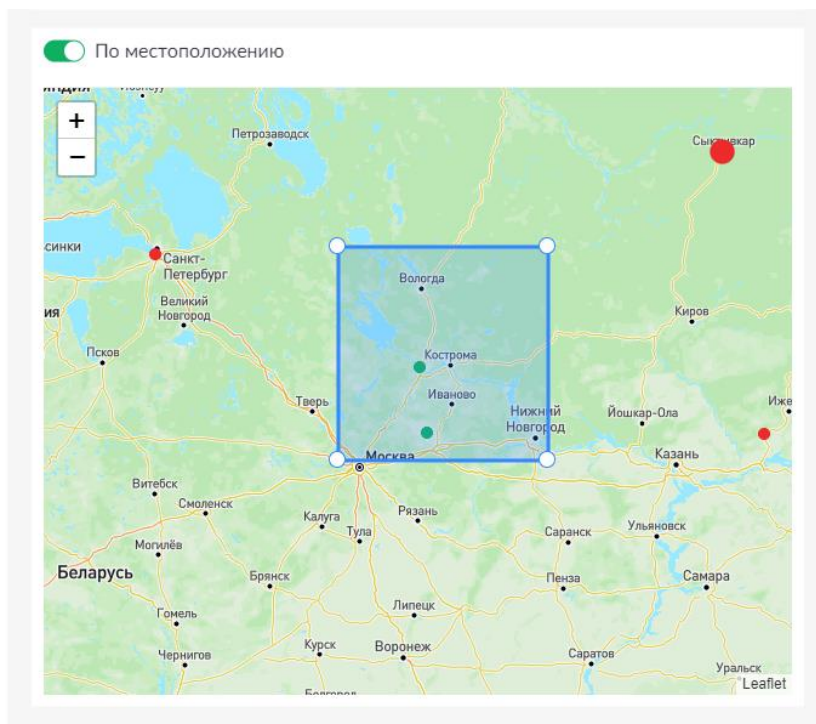 По местоположению
+
−
Петрозаводск
Сыктывкар
Санкт-
Петербург
Великий
Новгород
Вологда
Киров
Псков
Кострома
Тверь
Иваново
Нижний
Новгород
Йошкар-Ола
Москва
Казань
Витебск
Смоленск
Калуга
Тула
Рязань
Саранск
Ульяновск
Могилёв
Беларусь
Брянск
Пенза
Самара
Липецк
Гомель
Курск
Воронеж
Саратов
Чернигов
Уральск
Leaflet